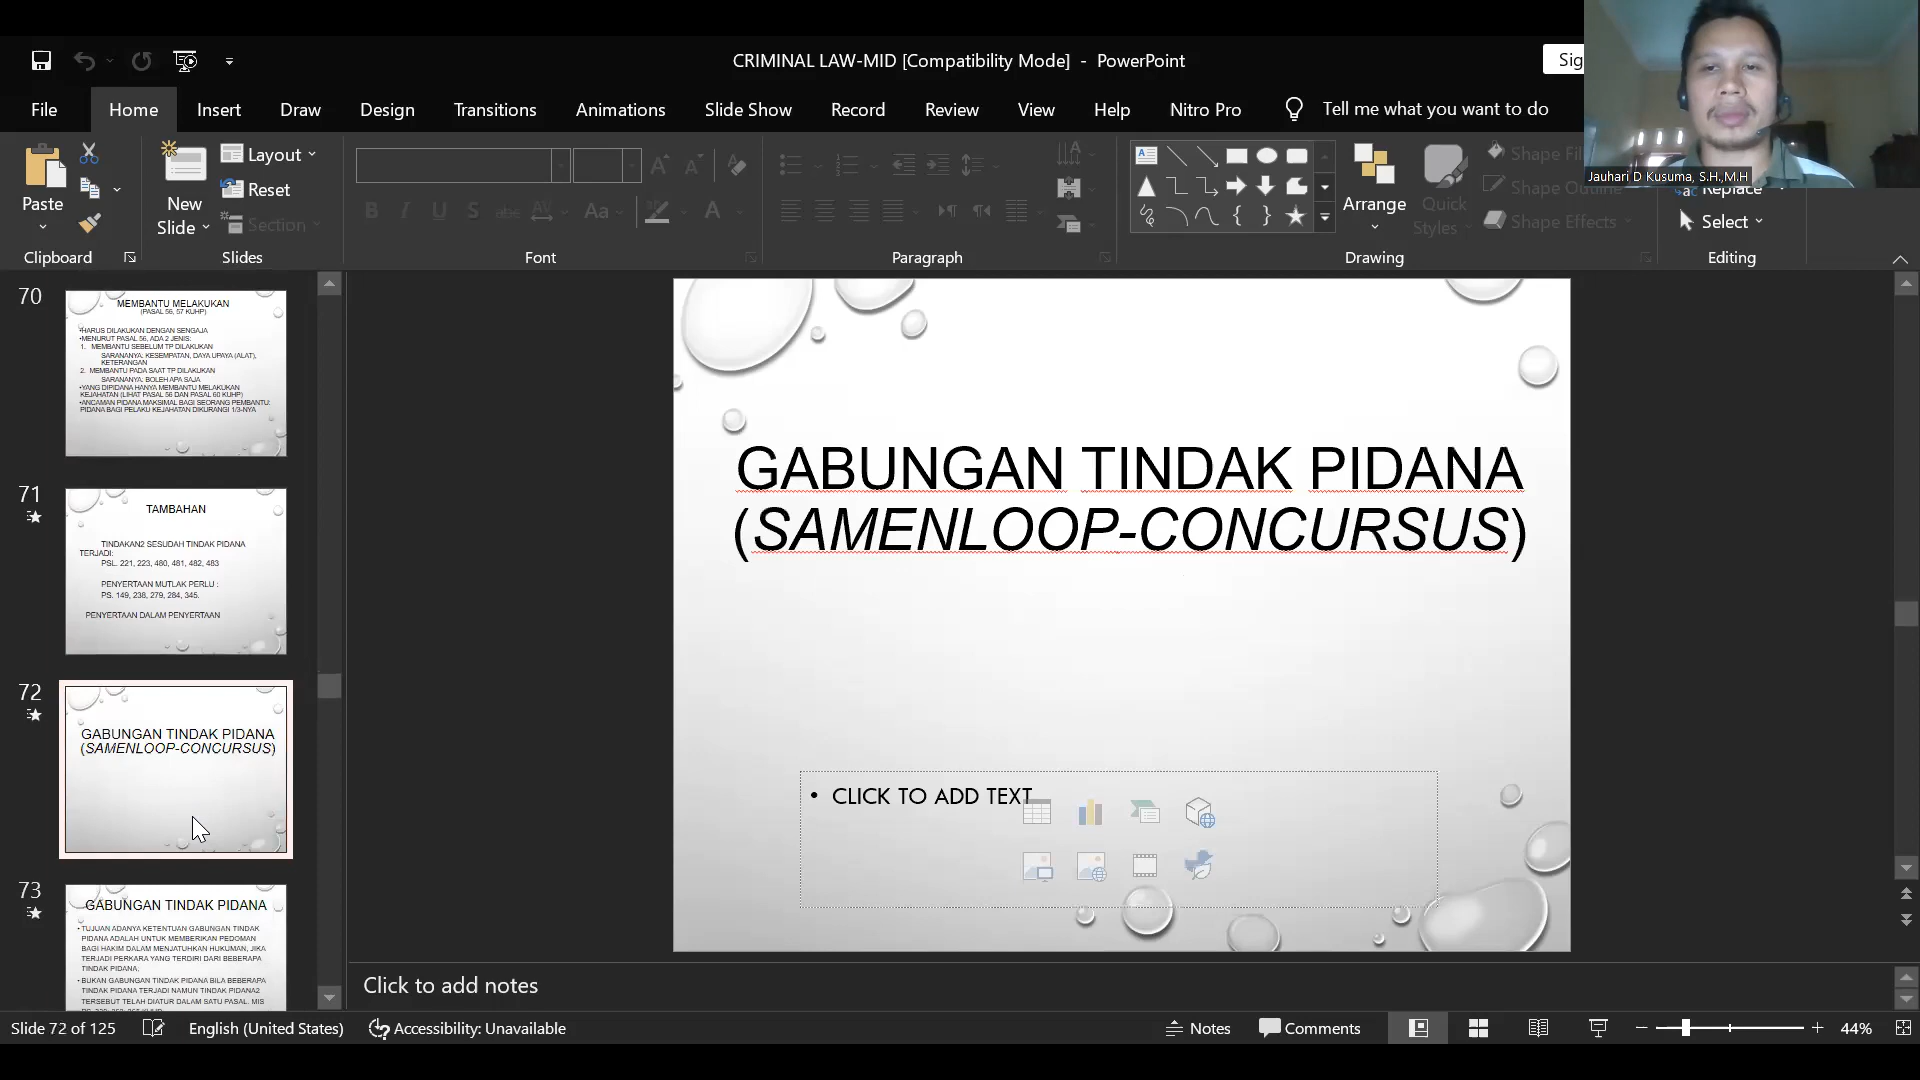 CRIMINAL LAW-MID [Compatibility Mode] - PowerPoint
Sig
File Home Insert Draw Design Transitions Animations Slide Show Record Review View Help Nitro Pro Tell me what you want to do
Jauhari D Kusuma, S.H.,M.H
Paste
New
Slide
Layout
Reset
Section
Arrange
Quick
Styles
Shape Fi
Shape Outline
Shape Effects
Replace
Select
Clipboard
Slides
Font
Paragraph
Drawing
Editing
70
MEMBANTU MELAKUKAN
(PASAL 56, 57 KUHP)
•HARUS DILAKUKAN DENGAN SENGAJA
•MENURUT PASAL 56, ADA 2 JENIS:
1. MEMBANTU SEBELUM TP DILAKUKAN
SARANANYA; KESEMPATAN, DAYA UPAYA (ALAT),
KETERANGAN
2. MEMBANTU PADA SAAT TP DILAKUKAN
SARANANYA; BOLEH APA SAJA
•YANG DIPIDANA HANYA MEMBANTU MELAKUKAN
KEJAHATAN (LIHAT PASAL 56 DAN PASAL 60 KUHP)
•ANCAMAN PIDANA MAKSIMAL BAGI SEORANG PEMBANTU:
PIDANA BAGI PELAKU KEJAHATAN DIKURANGI 1/3-NYA
71
TAMBAHAN
TINDAKAN2 SESUDAH TINDAK PIDANA
TERJADI:
PSL. 221, 223, 480, 481, 482, 483
PENYERTAAN MUTLAK PERLU :
PS. 149, 238, 279, 284, 345.
PENYERTAAN DALAM PENYERTAAN
72
GABUNGAN TINDAK PIDANA
(SAMENLOOP-CONCURSUS)
73
GABUNGAN TINDAK PIDANA
• TUJUAN ADANYA KETENTUAN GABUNGAN TINDAK
PIDANA ADALAH UNTUK MEMBERIKAN PEDOMAN
BAGI HAKIM DALAM MENJATUHKAN HUKUMAN, JIKA
TERJADI PERKARA YANG TERDIRI DARI BEBERAPA
TINDAK PIDANA;
• BUKAN GABUNGAN TINDAK PIDANA BILA BEBERAPA
TINDAK PIDANA TERJADI NAMUN TINDAK PIDANA2
TERSEBUT TELAH DIATUR DALAM SATU PASAL. MIS
GABUNGAN TINDAK PIDANA
(SAMENLOOP-CONCURSUS)
• CLICK TO ADD TEXT
Click to add notes
Slide 72 of 125 English (United States) Accessibility: Unavailable Notes Comments 44%